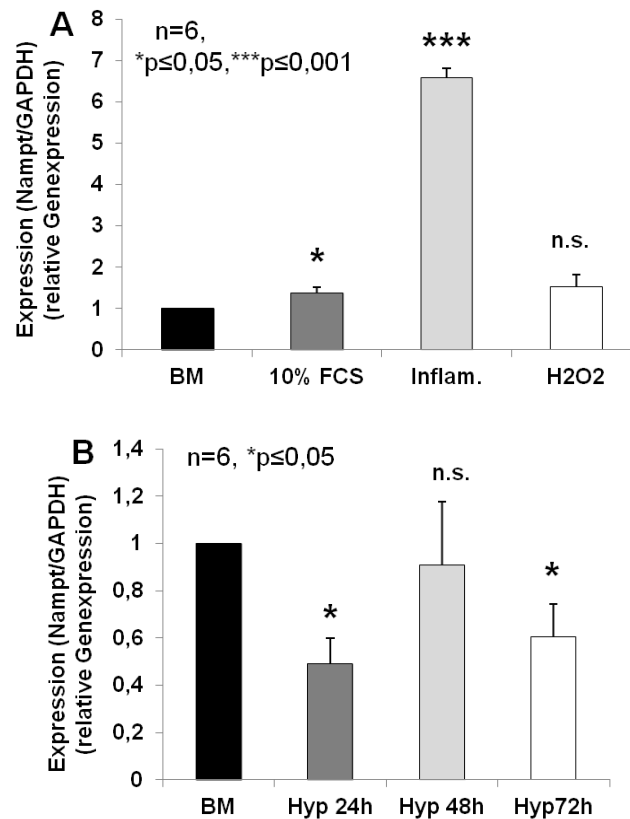 A
n=6,
*p≤0,05,***p≤0,001
Expression (Nampt/GAPDH)
(relative Genexpression)
8
7
6
5
4
3
2
1
0
*
***
n.s.
BM 10% FCS Inflam. H2O2
B
n=6, *p≤0,05
Expression (Nampt/GAPDH)
(relative Genexpression)
1,4
1,2
1
0,8
0,6
0,4
0,2
0
*
n.s.
*
BM Hyp 24h Hyp 48h Hyp72h